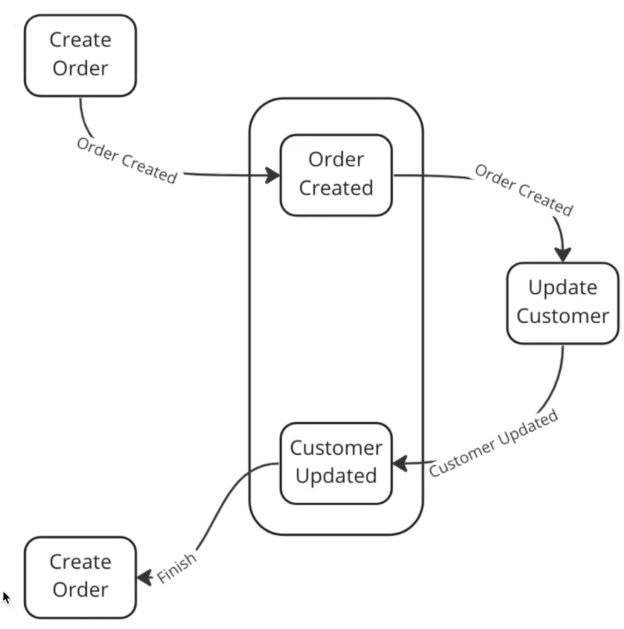 Create
Order
Order Created
Order
Created
Order Created
Update
Customer
Customer Updated
Customer
Updated
Finish
Create
Order